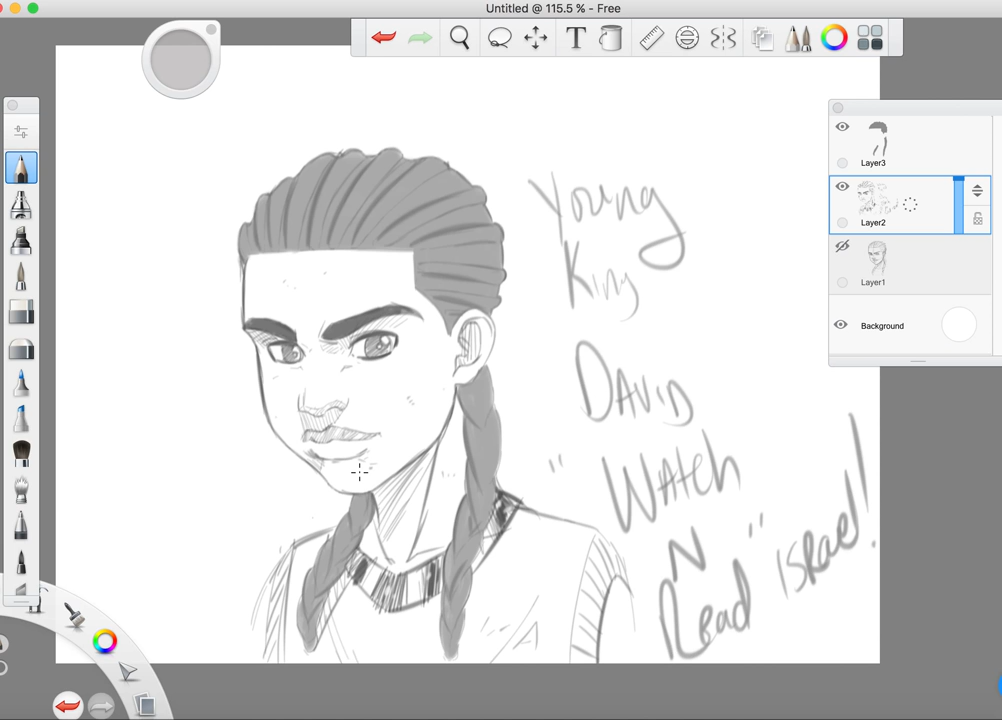 Untitled @ 115.5 % - Free
T
Layer3
Layer2
Layer1
Background
Young
King
David
"Watch
N
Read" Israel!